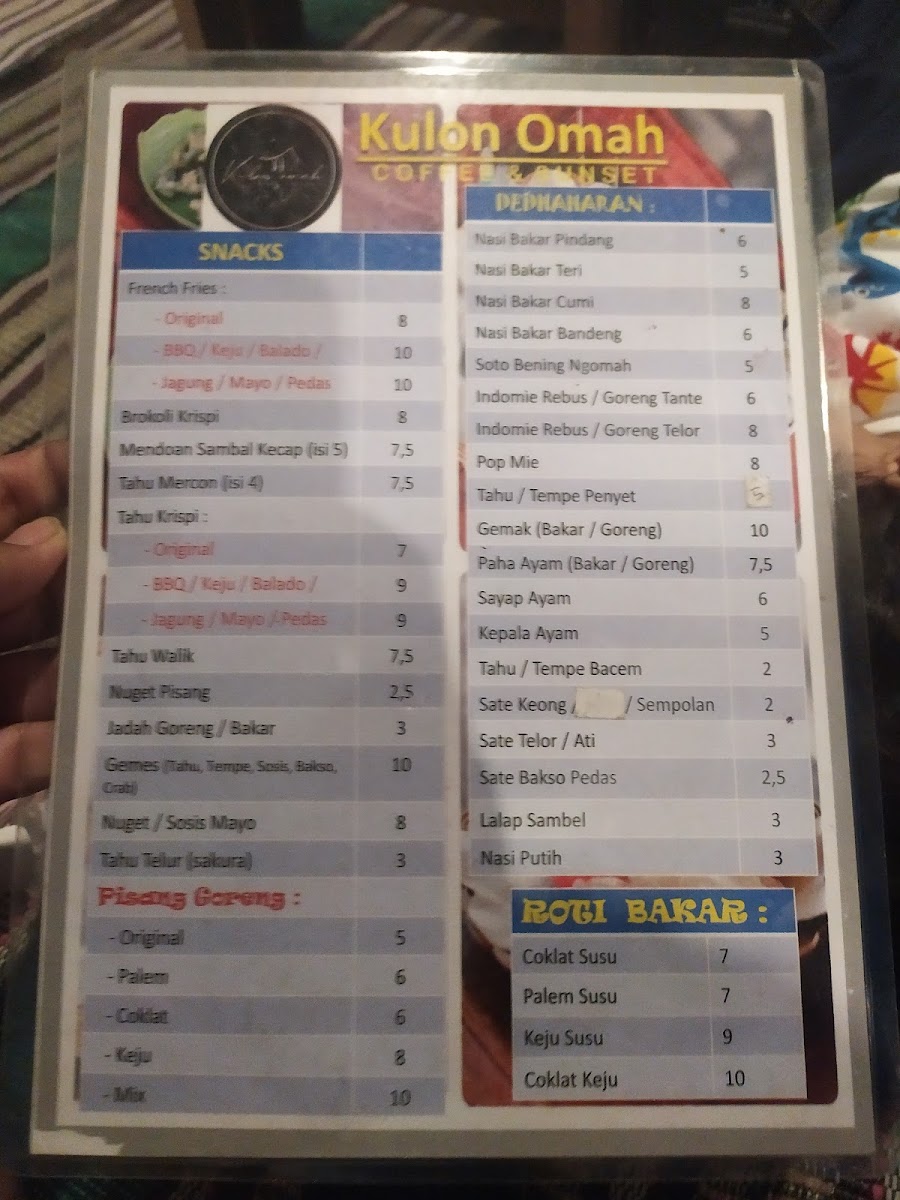 Kulon Omah
COFFEE & SUNSET
SNACKS
French Fries :
- Original 8
- BBQ / Keju / Balado / 10
- Jagung / Mayo / Pedas 10
Brokoli Krispi 8
Mendoan Sambal Kecap (isi 5) 7,5
Tahu Mercon (isi 4) 7,5
Tahu Krispi :
- Original 7
- BBQ / Keju / Balado / 9
- Jagung / Mayo / Pedas 9
Tahu Walik 7,5
Nuget Pisang 2,5
Jadah Goreng / Bakar 3
Gemes (Tahu, Tempe, Sosis, Bakso, 10
Crab)
Nuget / Sosis Mayo 8
Tahu Telur (sakura) 3
Pisang Goreng :
- Original 5
- Palem 6
- Coklat 6
- Keju 8
- Mix 10
DEDHAHARAN :
Nasi Bakar Pindang 6
Nasi Bakar Teri 5
Nasi Bakar Cumi 8
Nasi Bakar Bandeng 6
Soto Bening Ngomah 5
Indomie Rebus / Goreng Tante 6
Indomie Rebus / Goreng Telor 8
Pop Mie 8
Tahu / Tempe Penyet 5
Gemak (Bakar / Goreng) 10
Paha Ayam (Bakar / Goreng) 7,5
Sayap Ayam 6
Kepala Ayam 5
Tahu / Tempe Bacem 2
Sate Keong / / Sempolan 2
Sate Telor / Ati 3
Sate Bakso Pedas 2,5
Lalap Sambel 3
Nasi Putih 3
ROTI BAKAR :
Coklat Susu 7
Palem Susu 7
Keju Susu 9
Coklat Keju 10